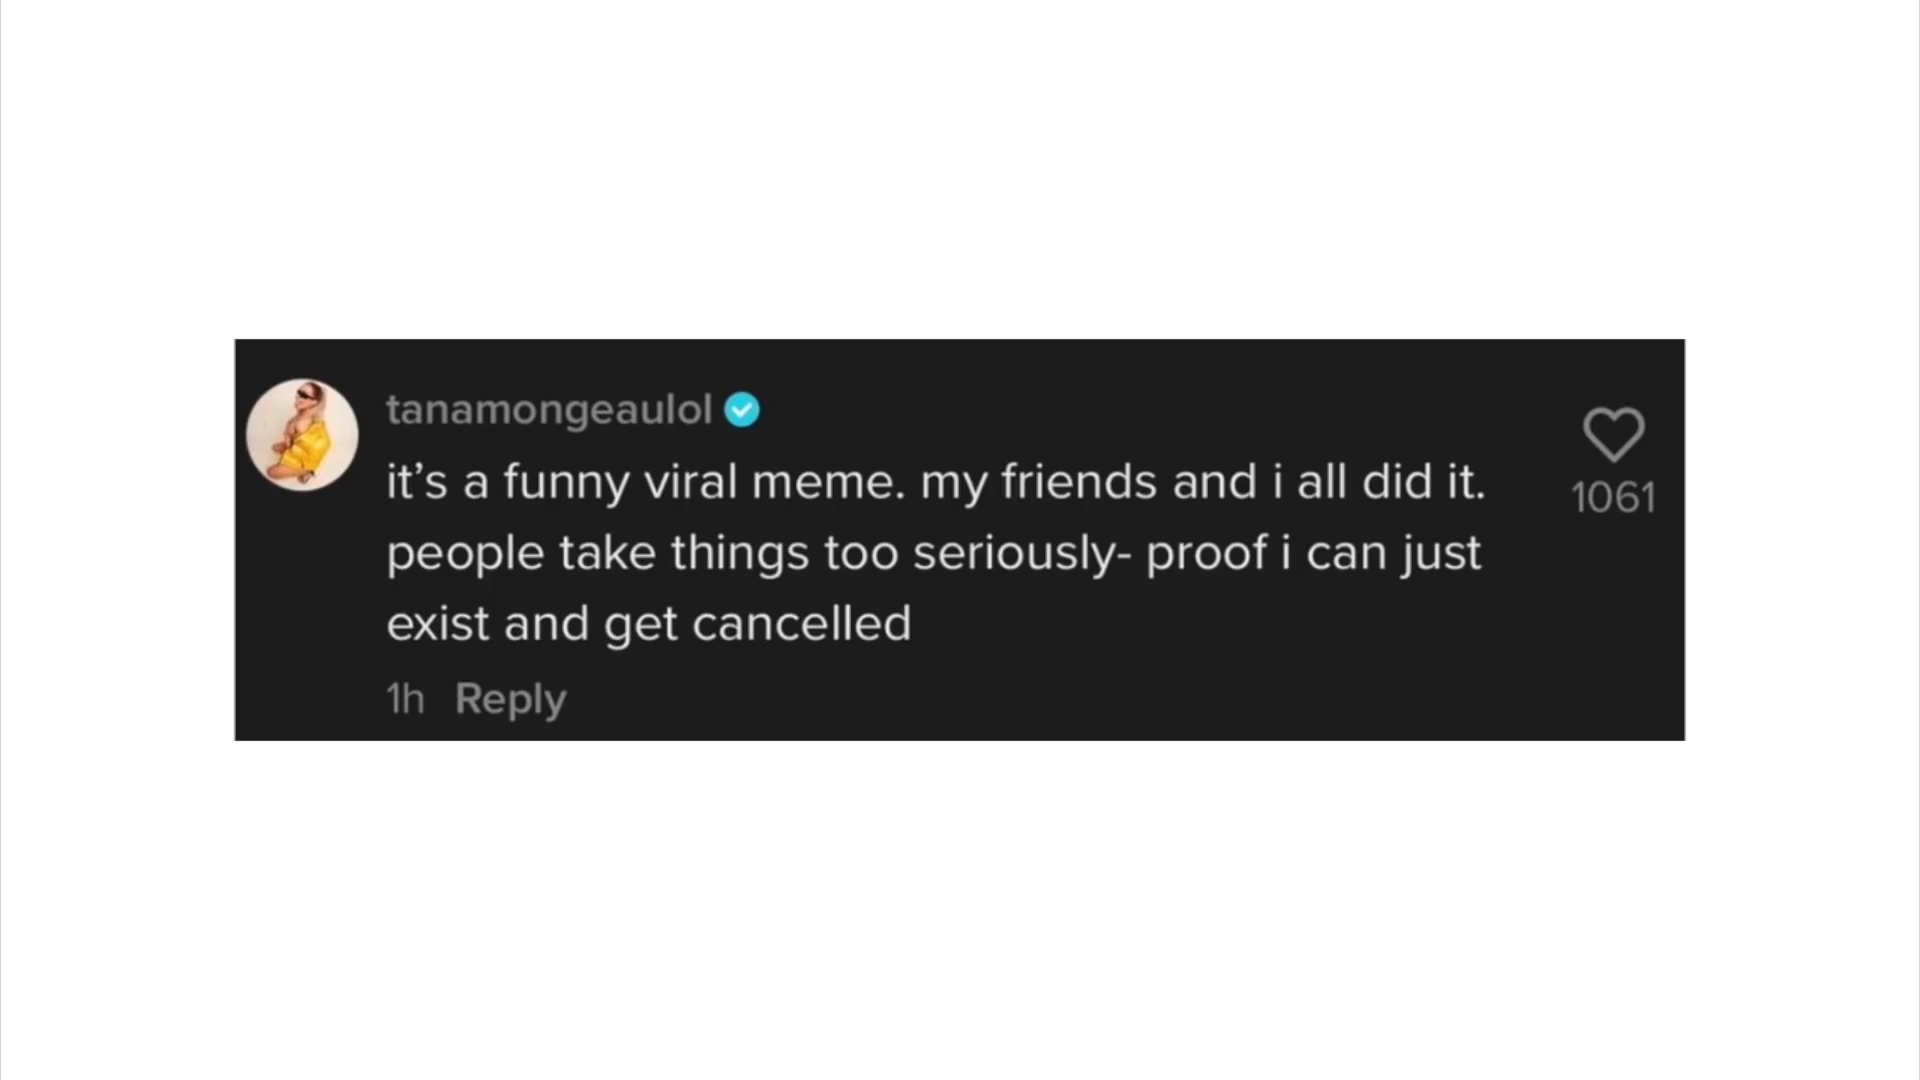 tanamongeaulol
it’s a funny viral meme. my friends and i all did it.
people take things too seriously- proof i can just
exist and get cancelled
1h Reply
1061